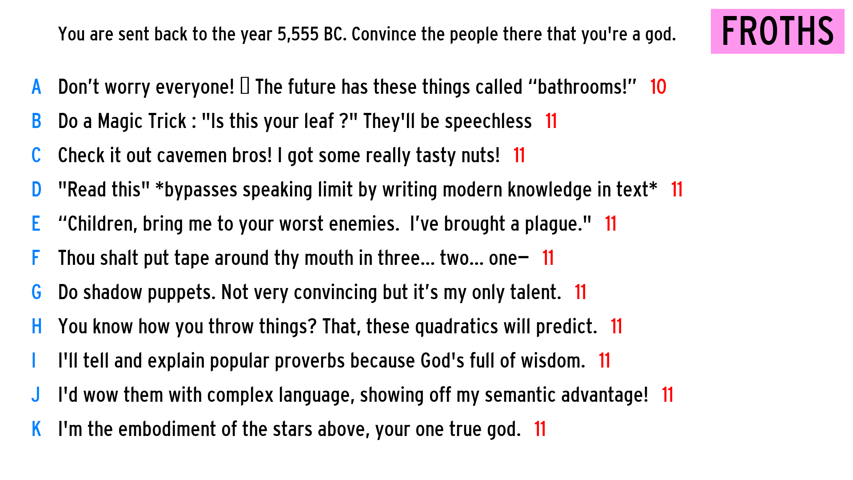 You are sent back to the year 5,555 BC. Convince the people there that you're a god.
FROTHS
A Don’t worry everyone! ▯ The future has these things called “bathrooms!” 10
B Do a Magic Trick : "Is this your leaf ?" They'll be speechless 11
C Check it out cavemen bros! I got some really tasty nuts! 11
D "Read this" *bypasses speaking limit by writing modern knowledge in text* 11
E “Children, bring me to your worst enemies. I’ve brought a plague." 11
F Thou shalt put tape around thy mouth in three... two... one— 11
G Do shadow puppets. Not very convincing but it’s my only talent. 11
H You know how you throw things? That, these quadratics will predict. 11
I I'll tell and explain popular proverbs because God's full of wisdom. 11
J I'd wow them with complex language, showing off my semantic advantage! 11
K I'm the embodiment of the stars above, your one true god. 11